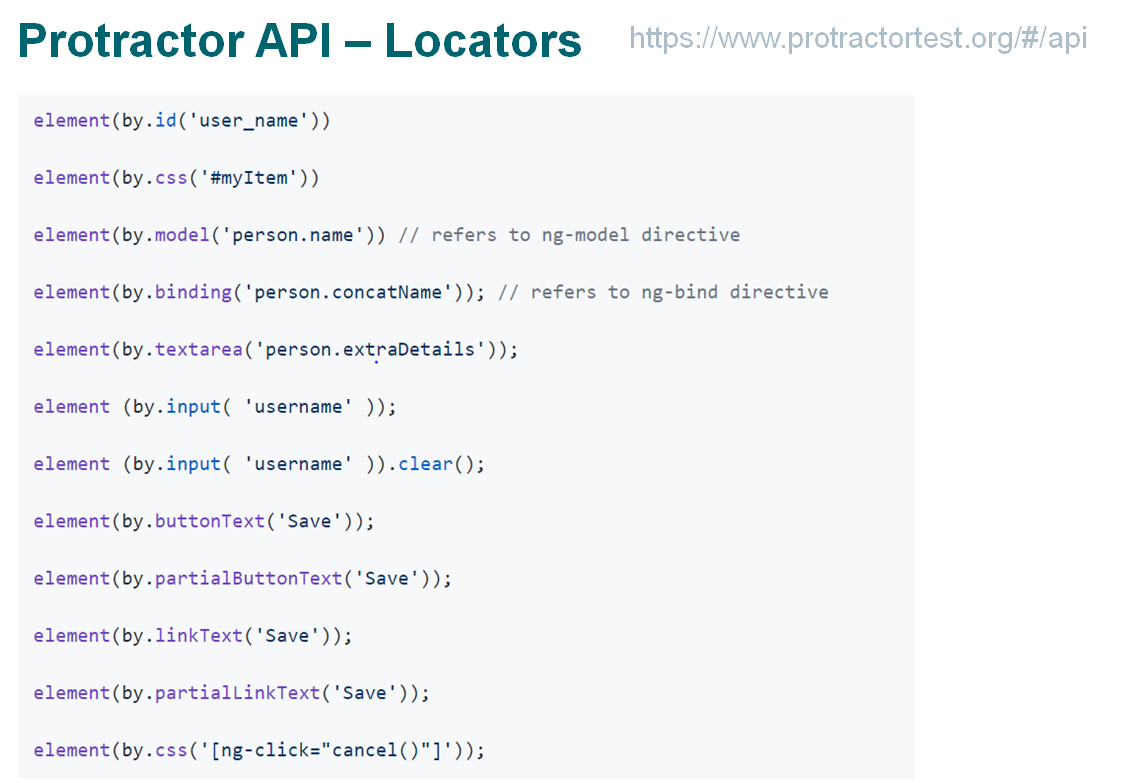 Protractor API – Locators
https://www.protractortest.org/#/api
element(by.id('user_name'))
element(by.css('#myItem'))
element(by.model('person.name')) // refers to ng-model directive
element(by.binding('person.concatName')); // refers to ng-bind directive
element(by.textarea('person.extraDetails'));
element (by.input( 'username' ));
element (by.input( 'username' )).clear();
element(by.buttonText('Save'));
element(by.partialButtonText('Save'));
element(by.linkText('Save'));
element(by.partialLinkText('Save'));
element(by.css('[ng-click="cancel()"]'));